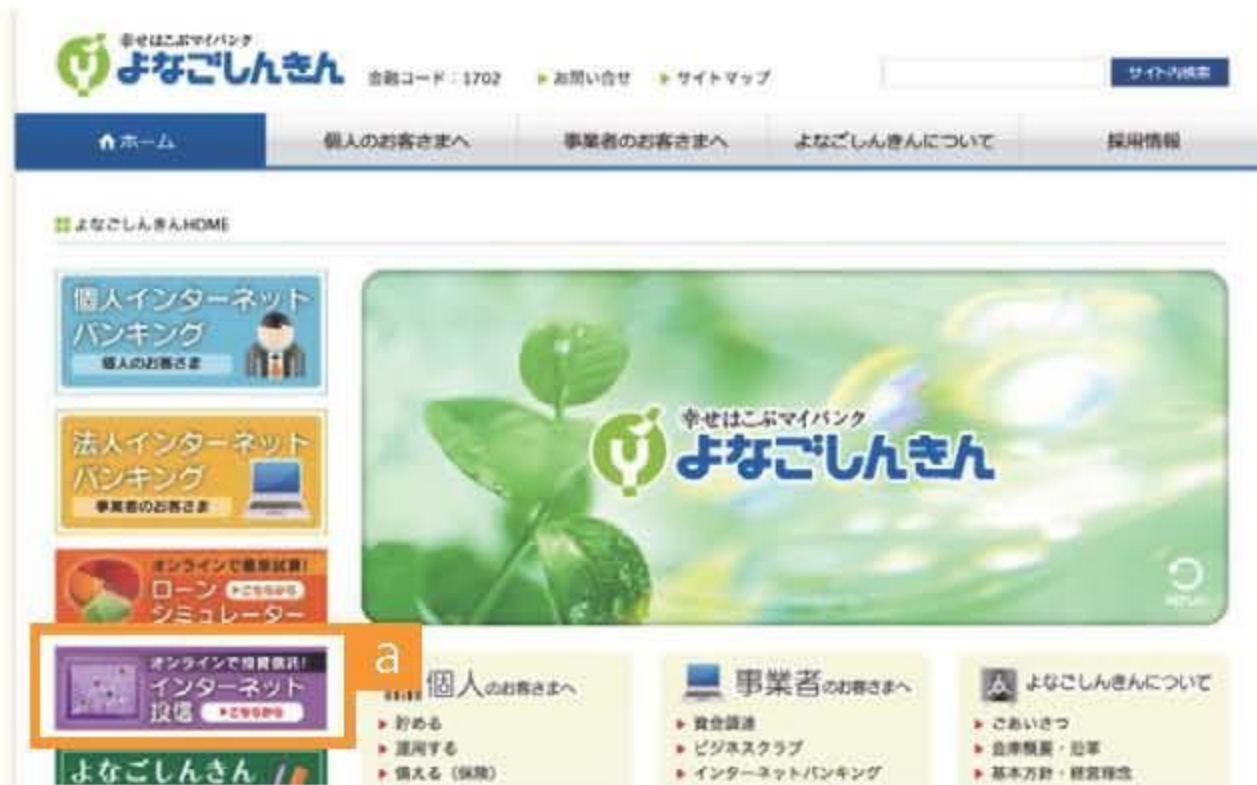 幸せはこぶマイバンク
よなごしんきん
金融コード：1702
お問い合せ
サイトマップ
サイト内検索
ホーム
個人のお客さまへ
事業者のお客さまへ
よなごしんきんについて
採用情報
よなごしんきんHOME
個人インターネット
バンキング
個人のお客さま
法人インターネット
バンキング
事業者のお客さま
オンラインで簡単試算!
ローン
こちらから
シミュレーター
a
オンラインで投資信託!
インターネット
投信
こちらから
よなごしんきん
幸せはこぶマイバンク
よなごしんきん
個人のお客さまへ
貯める
運用する
備える（保険）
事業者のお客さまへ
資金調達
ビジネスクラブ
インターネットバンキング
よなごしんきんについて
ごあいさつ
金庫概要・沿革
基本方針・経営理念